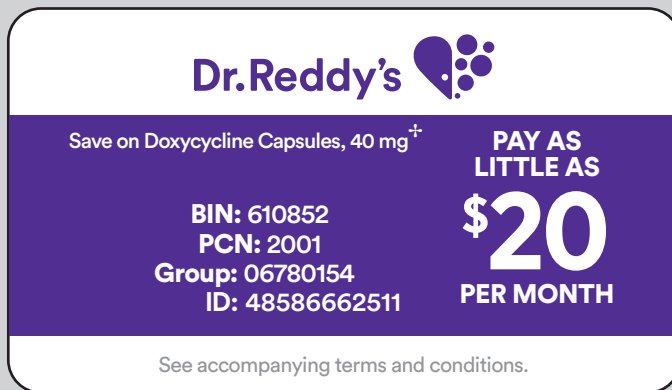 Dr.Reddy's
Save on Doxycycline Capsules, 40 mg✢
PAY AS
LITTLE AS
$20
PER MONTH
BIN: 610852
PCN: 2001
Group: 06780154
ID: 48586662511
See accompanying terms and conditions.